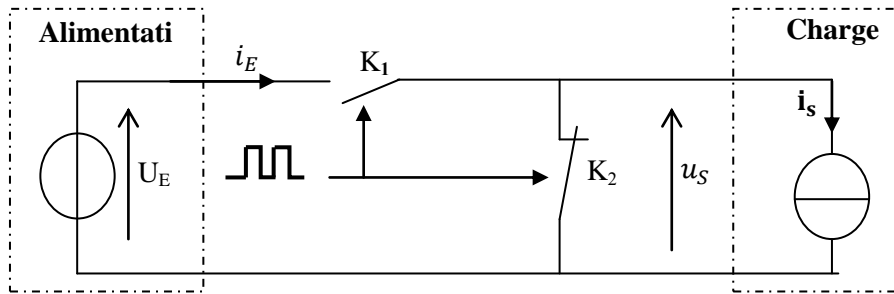 Alimentati
Charge
i_E
K₁
i_s
U_E
K₂
u_S